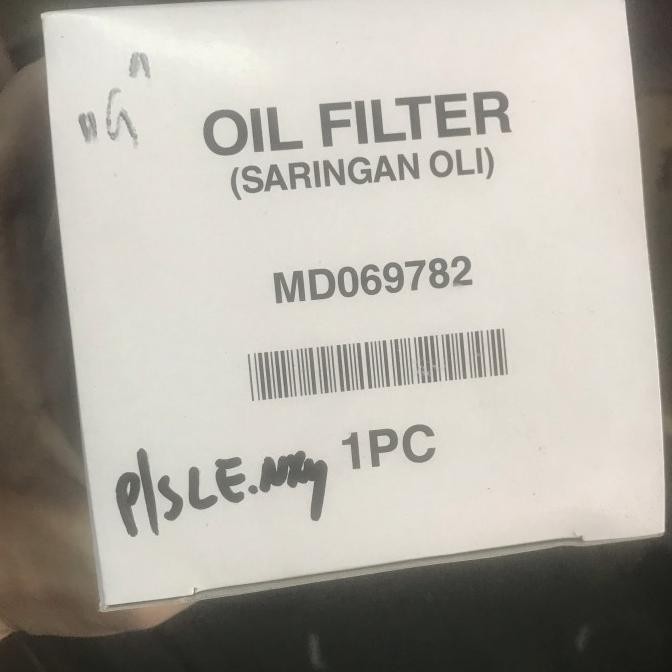 "G"
OIL FILTER
(SARINGAN OLI)
MD069782
1PC
P/SLE.